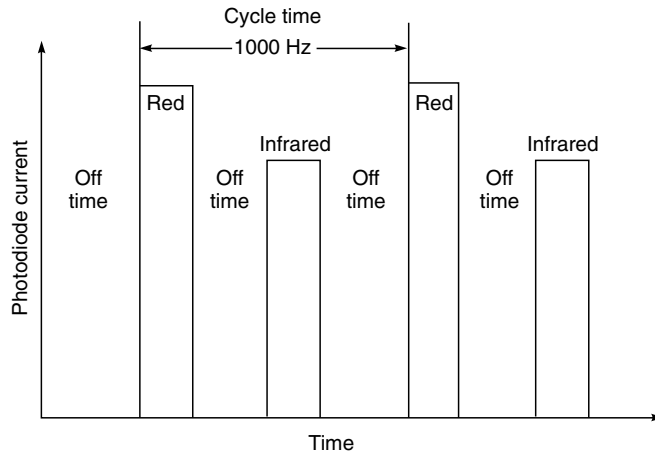 Cycle time
1000 Hz
Red
Red
Infrared
Infrared
Off
time
Off
time
Off
time
Off
time
Photodiode current
Time